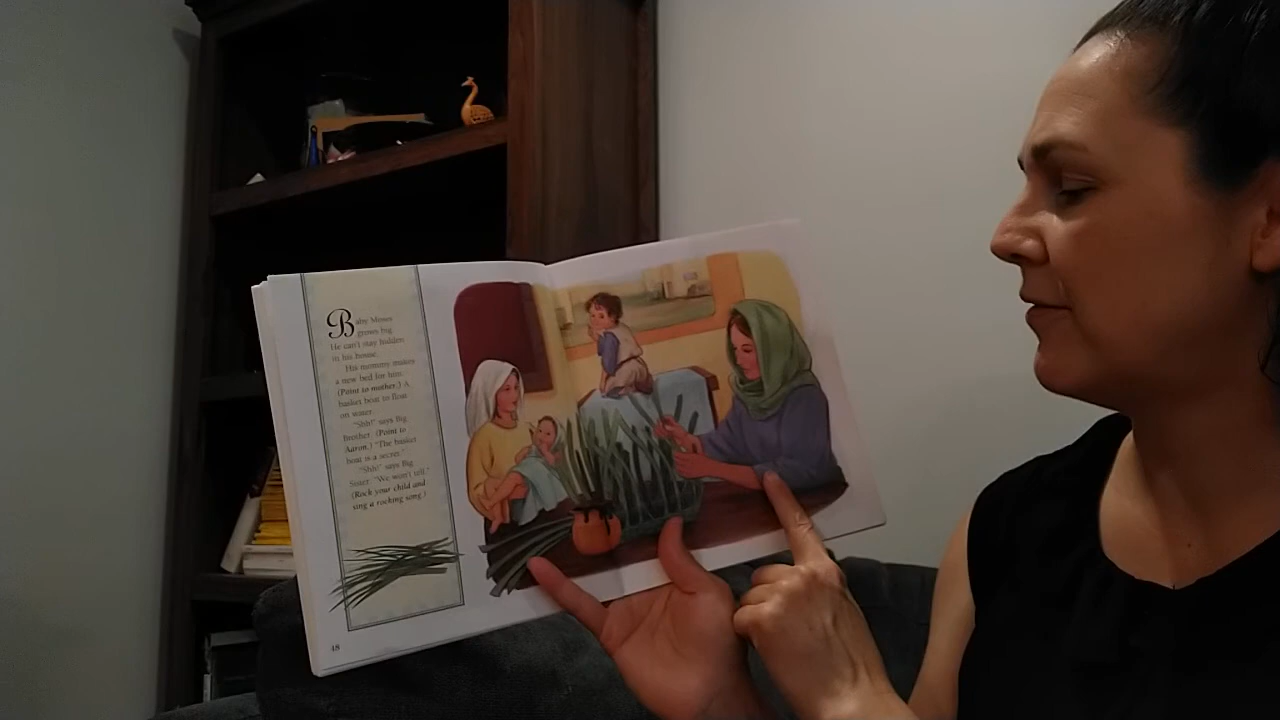 Baby Moses
grows big.
He can't stay hidden
in his house.
His mommy makes
a new bed for him.
(Point to mother.) A
basket boat to float
on water.
"Shh!" says Big
Brother. (Point to
Aaron.) "The basket
boat is a secret."
"Shh!" says Big
Sister. "We won't tell."
(Rock your child and
sing a rocking song.)
48